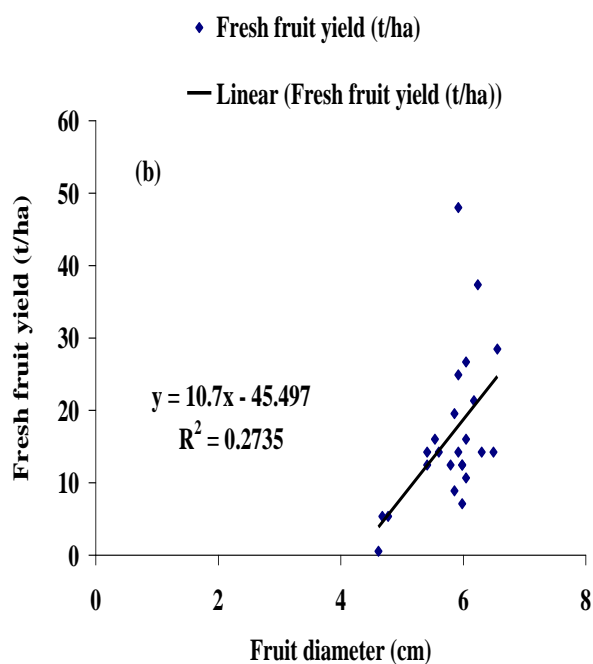 Fresh fruit yield (t/ha)
Linear (Fresh fruit yield (t/ha))
60
50
40
30
20
10
0
(b)
y = 10.7x - 45.497
R² = 0.2735
Fresh fruit yield (t/ha)
0 2 4 6 8
Fruit diameter (cm)